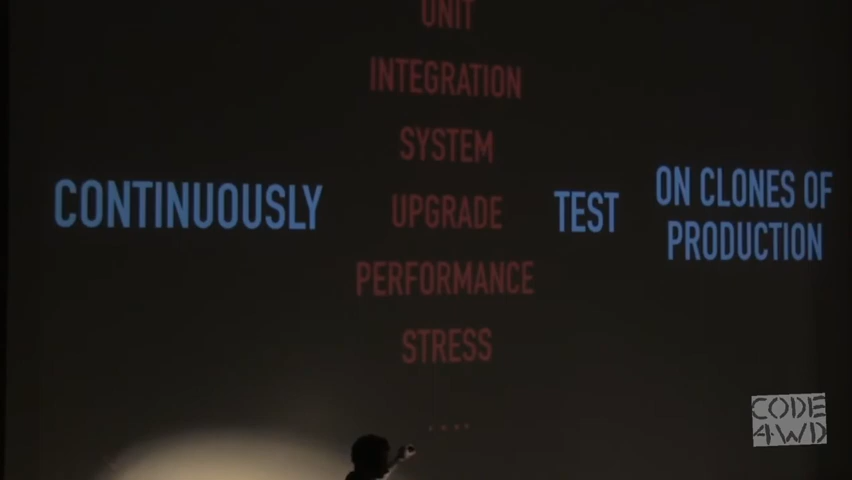 CONTINUOUSLY
UNIT
INTEGRATION
SYSTEM
UPGRADE
PERFORMANCE
STRESS
....
TEST
ON CLONES OF
PRODUCTION
CODE
4WD